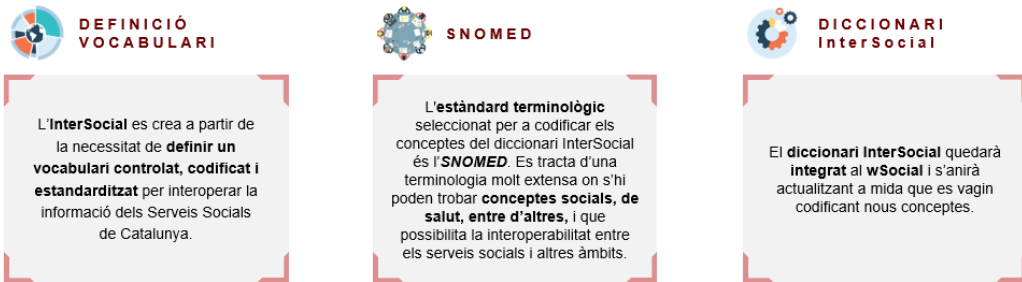 DEFINICIÓ
VOCABULARI
L'InterSocial es crea a partir de
la necessitat de definir un
vocabulari controlat, codificat i
estandarditzat per interoperar la
informació dels Serveis Socials
de Catalunya.
SNOMED
L'estàndard terminològic
seleccionat per a codificar els
conceptes del diccionari InterSocial
és l'SNOMED. Es tracta d'una
terminologia molt extensa on s'hi
poden trobar conceptes socials, de
salut, entre d'altres, i que
possibilita la interoperabilitat entre
els serveis socials i altres àmbits.
DICCIONARI
InterSocial
El diccionari InterSocial quedarà
integrat al wSocial i s'anirà
actualitzant a mida que es vagin
codificant nous conceptes.